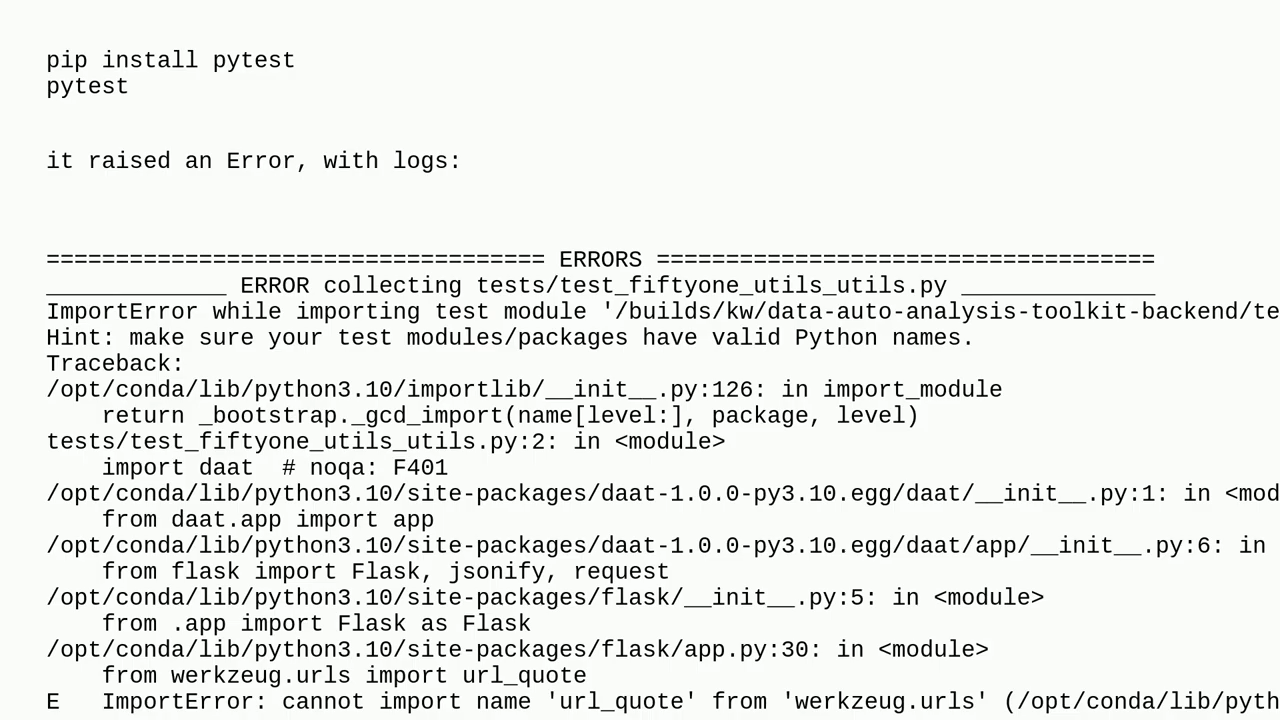 pip install pytest
pytest
it raised an Error, with logs:
==================================== ERRORS ====================================
_____________ ERROR collecting tests/test_fiftyone_utils_utils.py ______________
ImportError while importing test module '/builds/kw/data-auto-analysis-toolkit-backend/te
Hint: make sure your test modules/packages have valid Python names.
Traceback:
/opt/conda/lib/python3.10/importlib/__init__.py:126: in import_module
    return _bootstrap._gcd_import(name[level:], package, level)
tests/test_fiftyone_utils_utils.py:2: in <module>
    import daat  # noqa: F401
/opt/conda/lib/python3.10/site-packages/daat-1.0.0-py3.10.egg/daat/__init__.py:1: in <mod
    from daat.app import app
/opt/conda/lib/python3.10/site-packages/daat-1.0.0-py3.10.egg/daat/app/__init__.py:6: in
    from flask import Flask, jsonify, request
/opt/conda/lib/python3.10/site-packages/flask/__init__.py:5: in <module>
    from .app import Flask as Flask
/opt/conda/lib/python3.10/site-packages/flask/app.py:30: in <module>
    from werkzeug.urls import url_quote
E   ImportError: cannot import name 'url_quote' from 'werkzeug.urls' (/opt/conda/lib/pyth